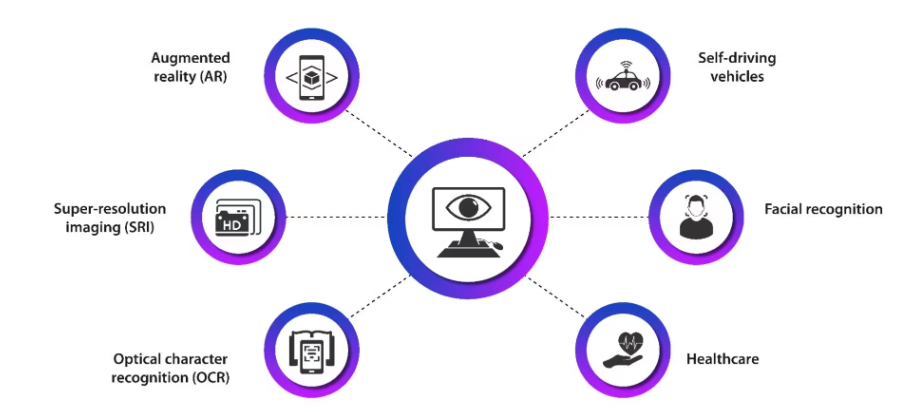 Augmented
reality (AR)
Self-driving
vehicles
Super-resolution
imaging (SRI)
HD
Facial recognition
Optical character
recognition (OCR)
Healthcare